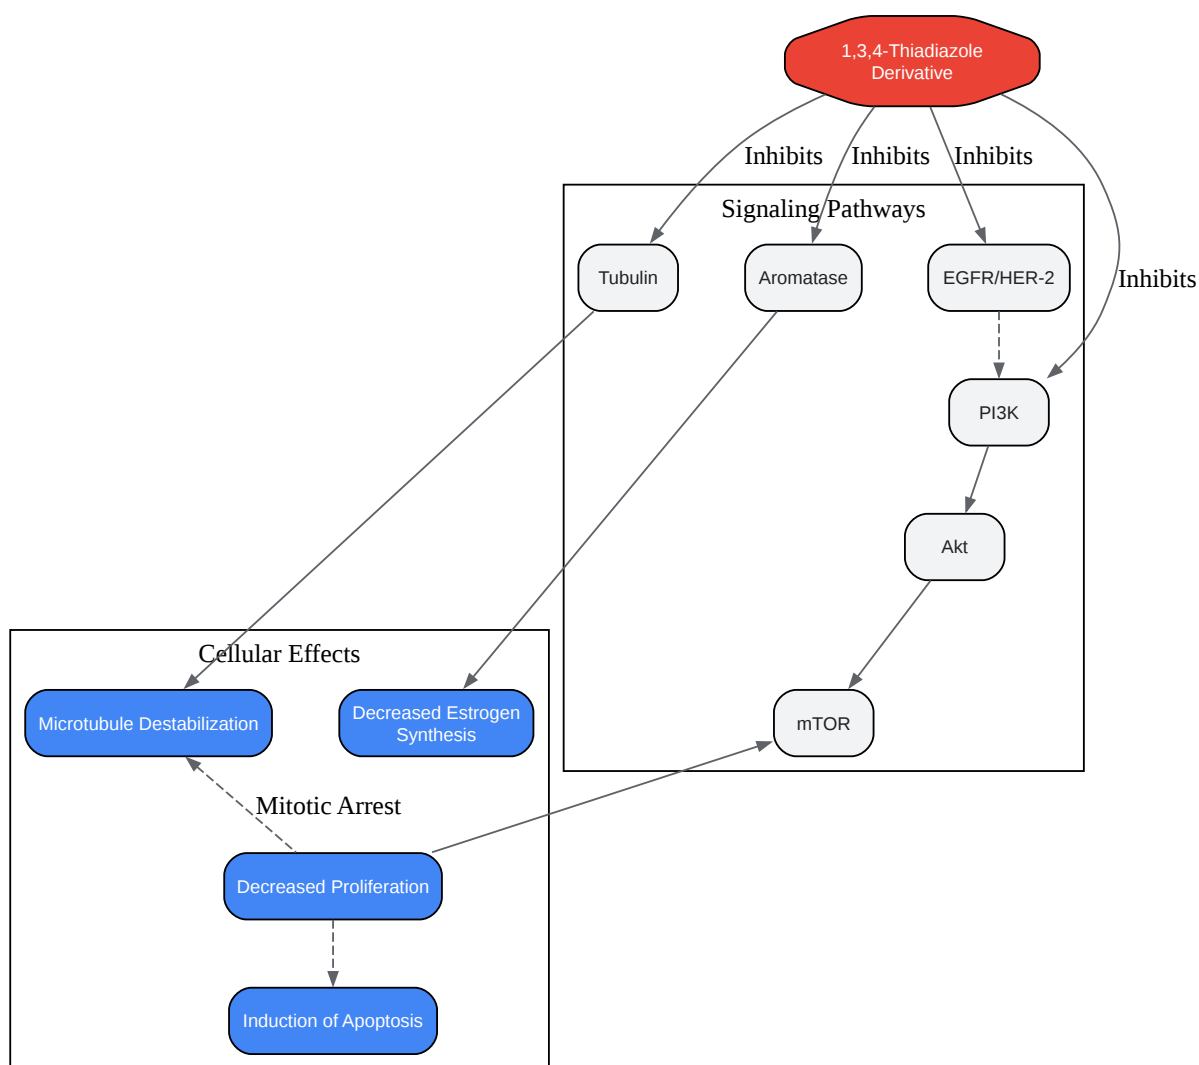 1,3,4-Thiadiazole
Derivative
Inhibits
Inhibits
Inhibits
Inhibits
Signaling Pathways
Tubulin
Aromatase
EGFR/HER-2
PI3K
Akt
mTOR
Cellular Effects
Microtubule Destabilization
Decreased Estrogen
Synthesis
Mitotic Arrest
Decreased Proliferation
Induction of Apoptosis